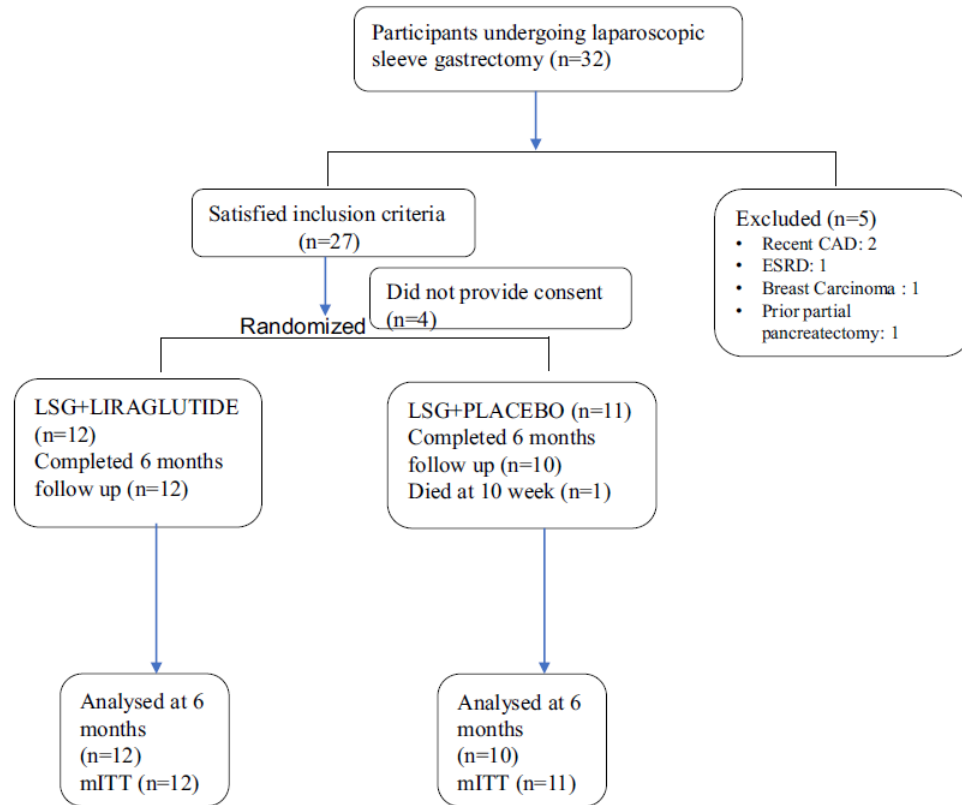 Participants undergoing laparoscopic
sleeve gastrectomy (n=32)
Satisfied inclusion criteria
(n=27)
Excluded (n=5)
• Recent CAD: 2
• ESRD: 1
• Breast Carcinoma : 1
• Prior partial
pancreatectomy: 1
Did not provide consent
(n=4)
Randomized
LSG+LIRAGLUTIDE
(n=12)
Completed 6 months
follow up (n=12)
LSG+PLACEBO (n=11)
Completed 6 months
follow up (n=10)
Died at 10 week (n=1)
Analysed at 6
months
(n=12)
mITT (n=12)
Analysed at 6
months
(n=10)
mITT (n=11)